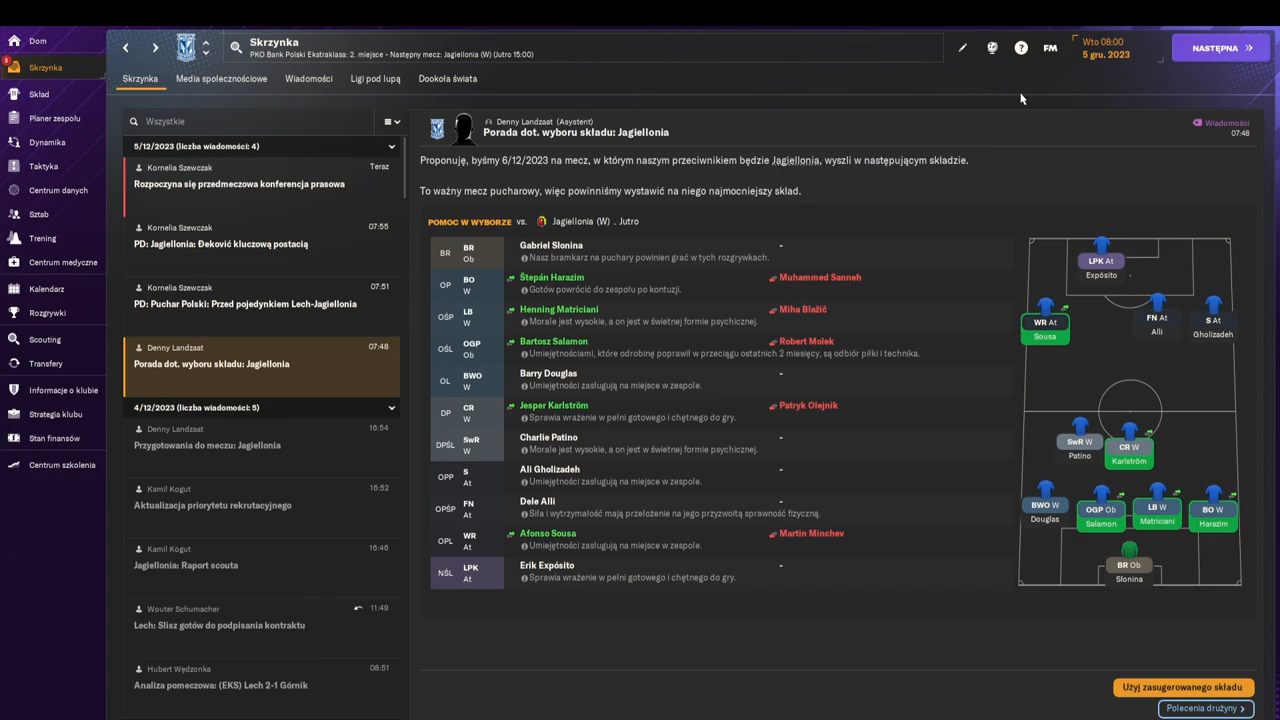 Dom
3
Skrzynka
Skład
Planer zespołu
Dynamika
Taktyka
Centrum danych
Sztab
Trening
Centrum medyczne
Kalendarz
Rozgrywki
Scouting
Transfery
Informacje o klubie
Strategia klubu
Stan finansów
Centrum szkolenia
Skrzynka
PKO Bank Polski Ekstraklasa: 2. miejsce - Następny mecz: Jagiellonia (W) (Jutro 15:00)
?
FM
Wto 08:00
5 gru. 2023
NASTĘPNA
Skrzynka Media społecznościowe Wiadomości Ligi pod lupą Dookoła świata
Wszystkie
5/12/2023 (liczba wiadomości: 4)
Kornelia Szewczak Teraz
Rozpoczyna się przedmeczowa konferencja prasowa
Kornelia Szewczak 07:55
PD: Jagiellonia: Đeković kluczową postacią
Kornelia Szewczak 07:51
PD: Puchar Polski: Przed pojedynkiem Lech-Jagiellonia
Denny Landzaat 07:48
Porada dot. wyboru składu: Jagiellonia
4/12/2023 (liczba wiadomości: 5)
Denny Landzaat 16:54
Przygotowania do meczu: Jagiellonia
Kamil Kogut 16:52
Aktualizacja priorytetu rekrutacyjnego
Kamil Kogut 16:46
Jagiellonia: Raport scouta
Wouter Schumacher 11:49
Lech: Slisz gotów do podpisania kontraktu
Hubert Wędzonka 08:51
Analiza pomeczowa: (EKS) Lech 2-1 Górnik
Denny Landzaat (Asystent)
Porada dot. wyboru składu: Jagiellonia
Wiadomości
07:48
Proponuję, byśmy 6/12/2023 na mecz, w którym naszym przeciwnikiem będzie Jagiellonia, wyszli w następującym składzie.
To ważny mecz pucharowy, więc powinniśmy wystawić na niego najmocniejszy skład.
POMOC W WYBORZE vs. Jagiellonia (W) .. Jutro
BR BR Ob Gabriel Slonina -
Nasz bramkarz na puchary powinien grać w tych rozgrywkach.
OP BO W Štepán Harazim Muhammed Sanneh
Gotów powrócić do zespołu po kontuzji.
OŚP LB W Henning Matriciani Miha Blažič
Morale jest wysokie, a on jest w świetnej formie psychicznej.
OŚL OGP Ob Bartosz Salamon Robert Molek
Umiejętnościami, które odrobinę poprawił w przeciągu ostatnich 2 miesięcy, są odbiór piłki i technika.
OL BWO W Barry Douglas -
Umiejętności zasługują na miejsce w zespole.
DP CR W Jesper Karlström Patryk Olejnik
Sprawia wrażenie w pełni gotowego i chętnego do gry.
DPŚL SwR W Charlie Patino -
Morale jest wysokie, a on jest w świetnej formie psychicznej.
OPP S At Ali Gholizadeh -
Umiejętności zasługują na miejsce w zespole.
OPŚP FN At Dele Alli -
Siła i wytrzymałość mają przełożenie na jego przyzwoitą sprawność fizyczną.
OPL WR At Afonso Sousa Martin Minchev
Umiejętności zasługują na miejsce w zespole.
NŚL LPK At Erik Expósito -
Sprawia wrażenie w pełni gotowego i chętnego do gry.
LPK At
Expósito
WR At
Sousa
FN At
Alli
S At
Gholizadeh
SwR W
Patino
CR W
Karlström
BWO W
Douglas
OGP Ob
Salamon
LB W
Matriciani
BO W
Harazim
BR Ob
Slonina
Użyj zasugerowanego składu
Polecenia drużyny